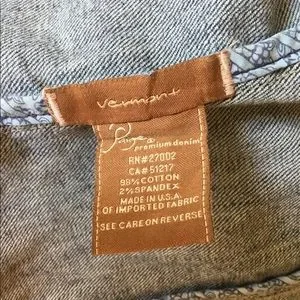 vermont
Paige®
premium denim
RN#27002
CA#51217
98%COTTON
2%SPANDEX
MADE IN U.S.A.
OF IMPORTED FABRIC
SEE CARE ON REVERSE